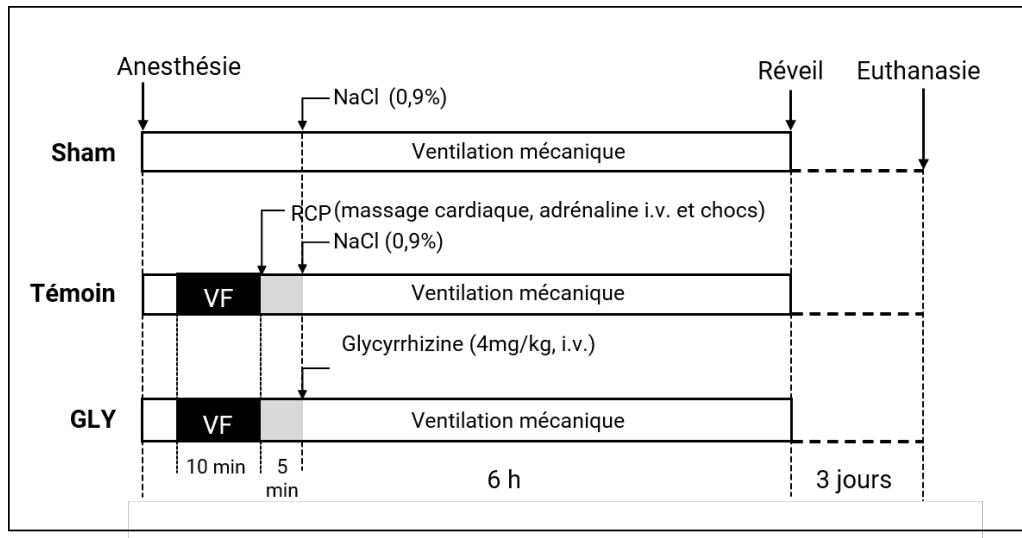 Anesthésie
Réveil
Euthanasie
NaCl (0,9%)
Sham
Ventilation mécanique
RCP (massage cardiaque, adrénaline i.v. et chocs)
NaCl (0,9%)
Témoin
VF
Ventilation mécanique
Glycyrrhizine (4mg/kg, i.v.)
GLY
VF
Ventilation mécanique
10 min
5
min
6 h
3 jours